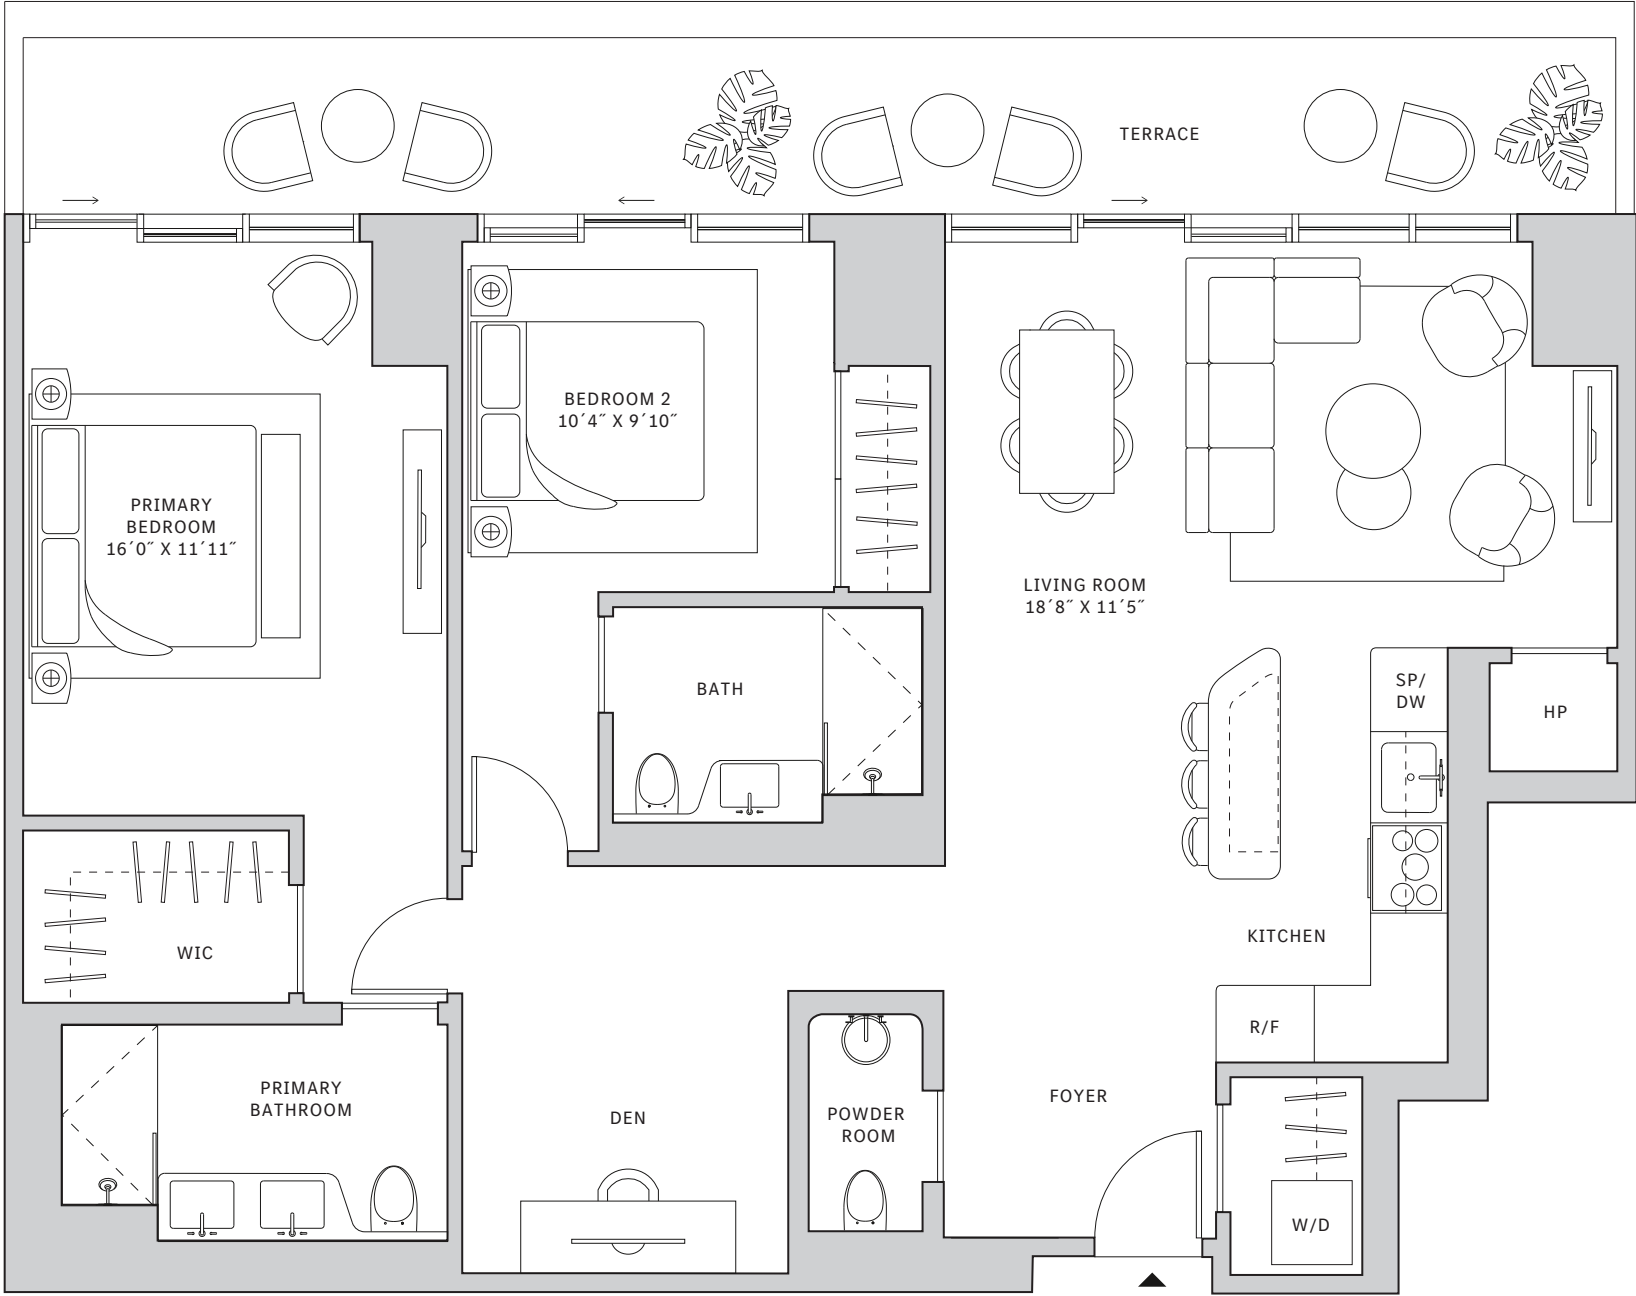 TERRACE
BEDROOM 2
10´4˝ X 9´10˝
PRIMARY
BEDROOM
16´0˝ X 11´11˝
LIVING ROOM
18´8˝ X 11´5˝
BATH
SP/
DW
HP
WIC
KITCHEN
R/F
PRIMARY
BATHROOM
DEN
POWDER
ROOM
FOYER
W/D